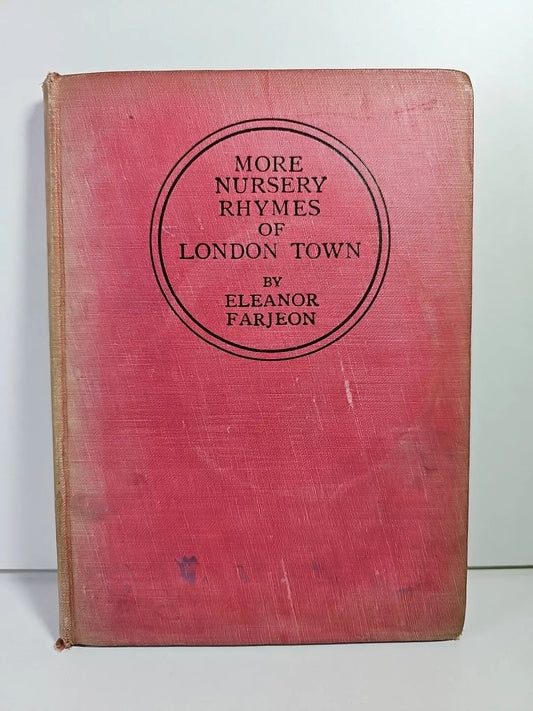 MORE
NURSERY
RHYMES
OF
LONDON TOWN
BY
ELEANOR
FARJEON